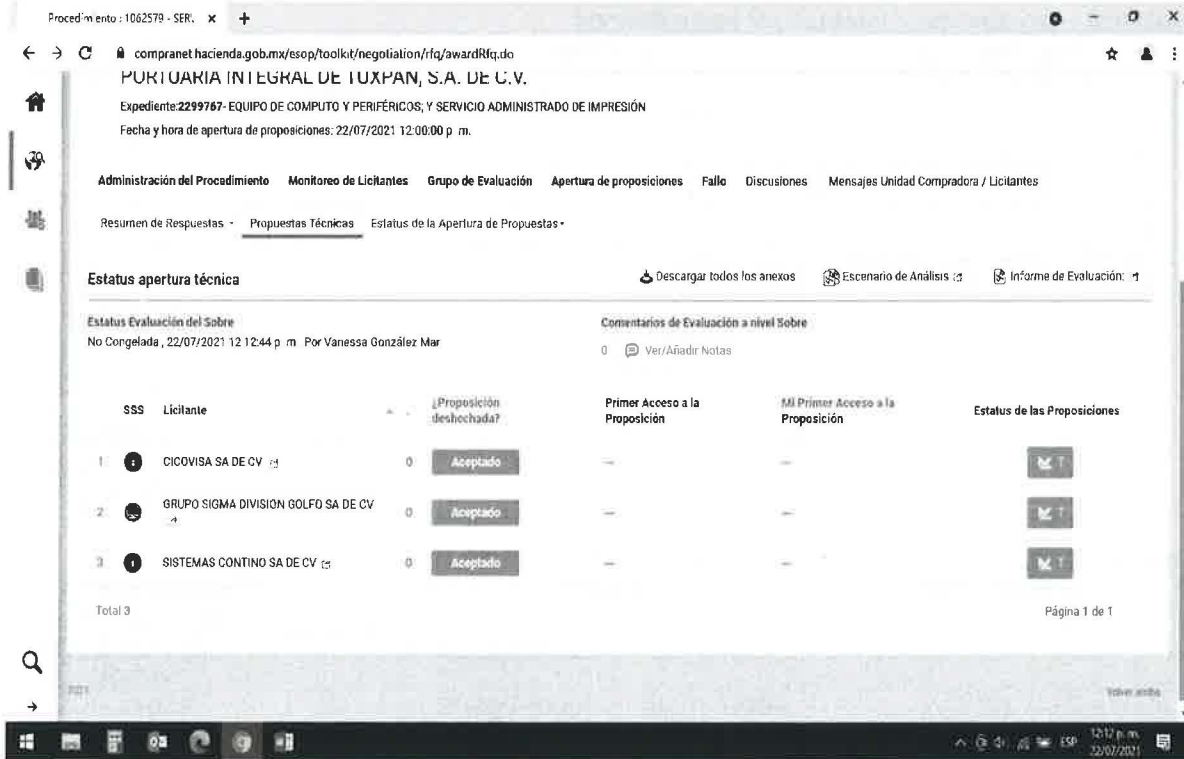 Procedimiento : 1062579 - SERV. × +
compranet.hacienda.gob.mx/esop/toolkit/negotiation/rfq/awardRfq.do
PORTUARIA INTEGRAL DE TUXPAN, S.A. DE C.V.
Expediente:2299767- EQUIPO DE COMPUTO Y PERIFÉRICOS; Y SERVICIO ADMINISTRADO DE IMPRESIÓN
Fecha y hora de apertura de proposiciones: 22/07/2021 12:00:00 p. m.
Administración del Procedimiento Monitoreo de Licitantes Grupo de Evaluación Apertura de proposiciones Fallo Discusiones Mensajes Unidad Compradora / Licitantes
Resumen de Respuestas Propuestas Técnicas Estatus de la Apertura de Propuestas
Estatus apertura técnica Descargar todos los anexos Escenario de Análisis Informe de Evaluación:
Estatus Evaluación del Sobre Comentarios de Evaluación a nivel Sobre
No Congelada , 22/07/2021 12:12:44 p. m. Por Vanessa González Mar 0 Ver/Añadir Notas
SSS Licitante ¿Proposición deshechada? Primer Acceso a la Proposición Mi Primer Acceso a la Proposición Estatus de las Proposiciones
1 CICOVISA SA DE CV 0 Aceptado — — T
2 GRUPO SIGMA DIVISION GOLFO SA DE CV 0 Aceptado — — T
3 SISTEMAS CONTINO SA DE CV 0 Aceptado — — T
Total 3 Página 1 de 1
Volver arriba
ESP 12:12 p. m.
22/07/2021